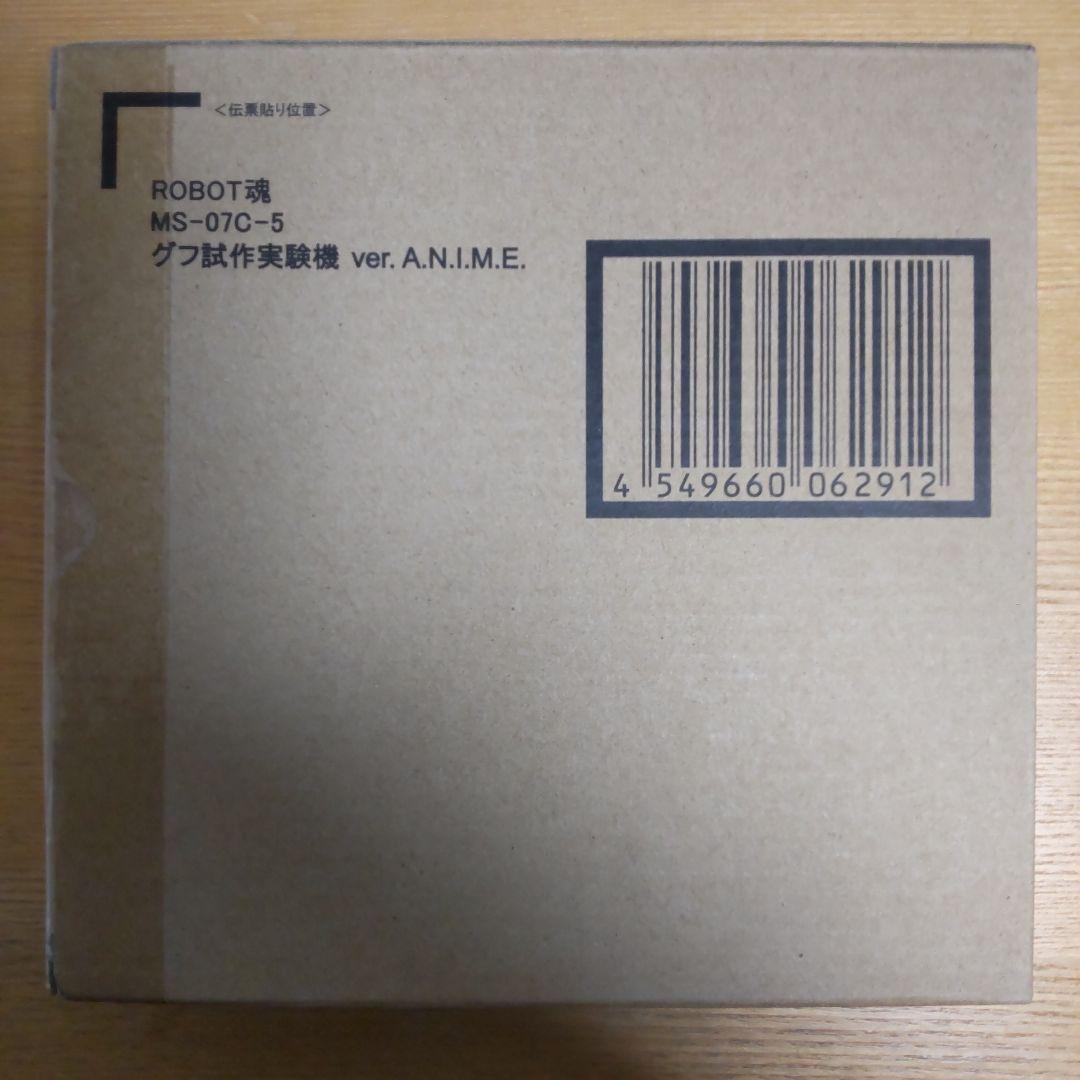 <伝票貼り位置>
ROBOT魂
MS-07C-5
グフ試作実験機 ver. A.N.I.M.E.
4 549660 062912